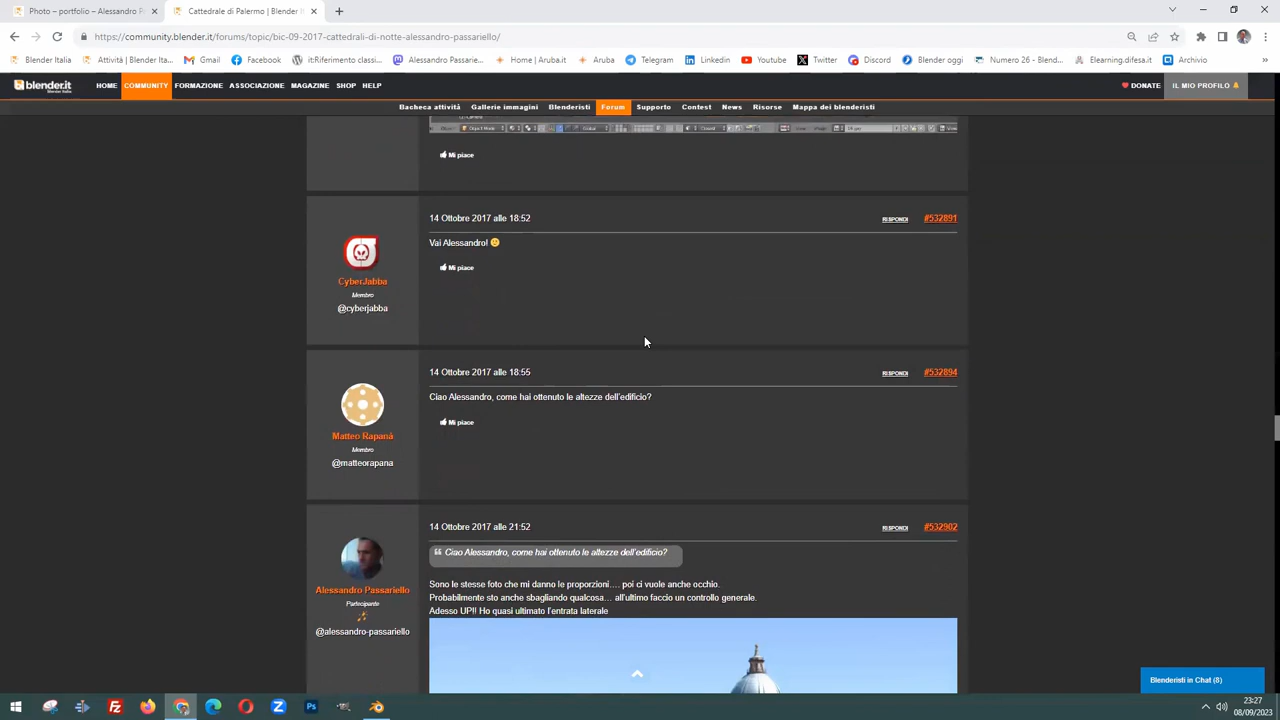 Photo – portfolio – Alessandro P
Cattedrale di Palermo | Blender It
https://community.blender.it/forums/topic/bic-09-2017-cattedrali-di-notte-alessandro-passariello/
Blender Italia
Attività | Blender Ita...
Gmail
Facebook
it:Riferimento classi...
Alessandro Passarie...
Home | Aruba.it
Aruba
Telegram
Linkedin
Youtube
Twitter
Discord
Blender oggi
Numero 26 - Blend...
Elearning.difesa.it
Archivio
blender.it
HOME
COMMUNITY
FORMAZIONE
ASSOCIAZIONE
MAGAZINE
SHOP
HELP
DONATE
IL MIO PROFILO
Bacheca attività
Gallerie immagini
Blenderisti
Forum
Supporto
Contest
News
Risorse
Mappa dei blenderisti
Object Mode
Global
Mi piace
14 Ottobre 2017 alle 18:52
RISPONDI
#532891
Vai Alessandro!
Mi piace
CyberJabba
Membro
@cyberjabba
14 Ottobre 2017 alle 18:55
RISPONDI
#532894
Ciao Alessandro, come hai ottenuto le altezze dell'edificio?
Mi piace
Matteo Rapanà
Membro
@matteorapana
14 Ottobre 2017 alle 21:52
RISPONDI
#532902
Ciao Alessandro, come hai ottenuto le altezze dell'edificio?
Sono le stesse foto che mi danno le proporzioni…. poi ci vuole anche occhio.
Probabilmente sto anche sbagliando qualcosa… all'ultimo faccio un controllo generale.
Adesso UP!! Ho quasi ultimato l'entrata laterale
Alessandro Passariello
Partecipante
@alessandro-passariello
Blenderisti in Chat (8)
23:27
08/09/2023